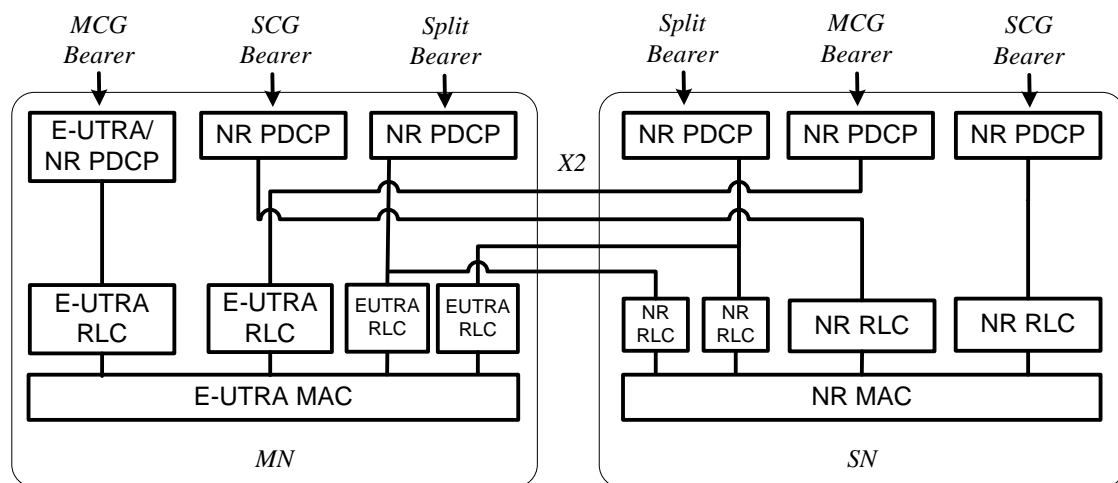 MCG
Bearer
SCG
Bearer
Split
Bearer
Split
Bearer
MCG
Bearer
SCG
Bearer
E-UTRA/
NR PDCP
NR PDCP
NR PDCP
X2
NR PDCP
NR PDCP
NR PDCP
E-UTRA
RLC
E-UTRA
RLC
EUTRA
RLC
EUTRA
RLC
NR
RLC
NR
RLC
NR RLC
NR RLC
E-UTRA MAC
NR MAC
MN
SN